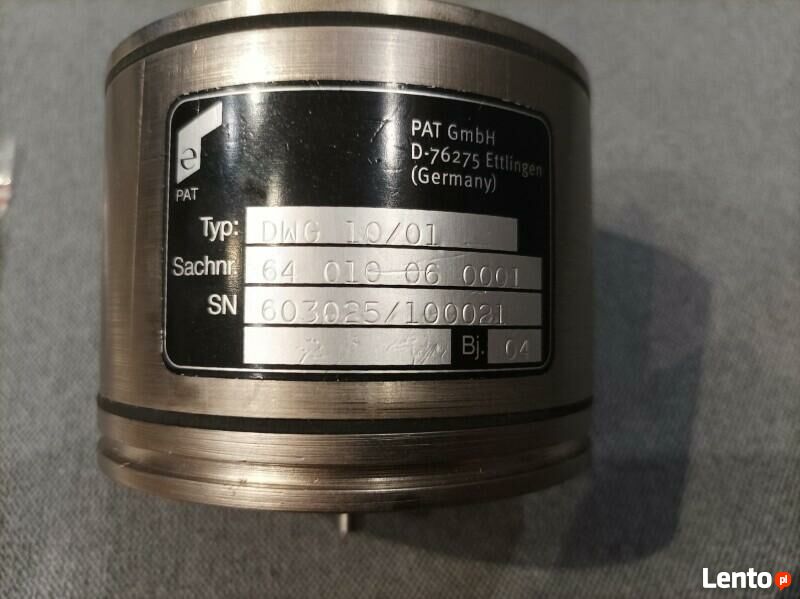 e
PAT
PAT GmbH
D-76275 Ettlingen
(Germany)
Typ: DWG 10/01
Sachnr. 64 010 06 0001
SN 603025/100021
Bj. 04
Lento.pl